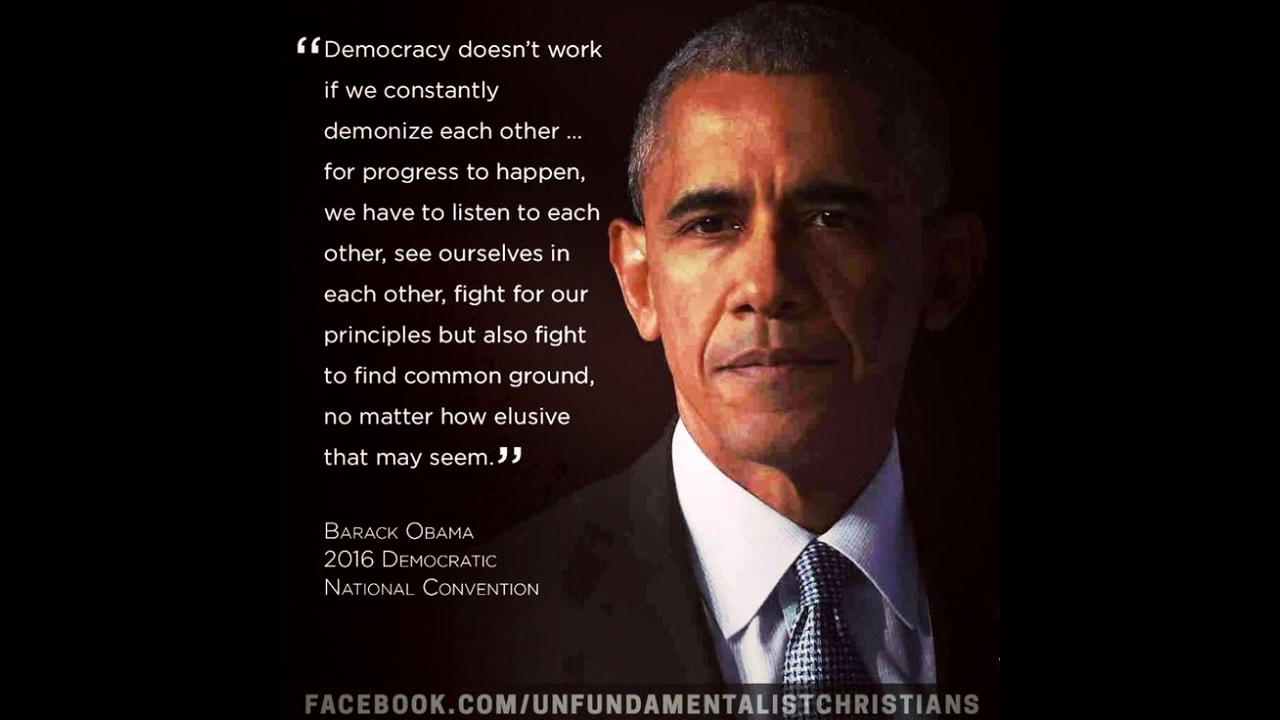 “Democracy doesn’t work
if we constantly
demonize each other ...
for progress to happen,
we have to listen to each
other, see ourselves in
each other, fight for our
principles but also fight
to find common ground,
no matter how elusive
that may seem.”
Barack Obama
2016 Democratic
National Convention
FACEBOOK.COM/UNFUNDAMENTALISTCHRISTIANS